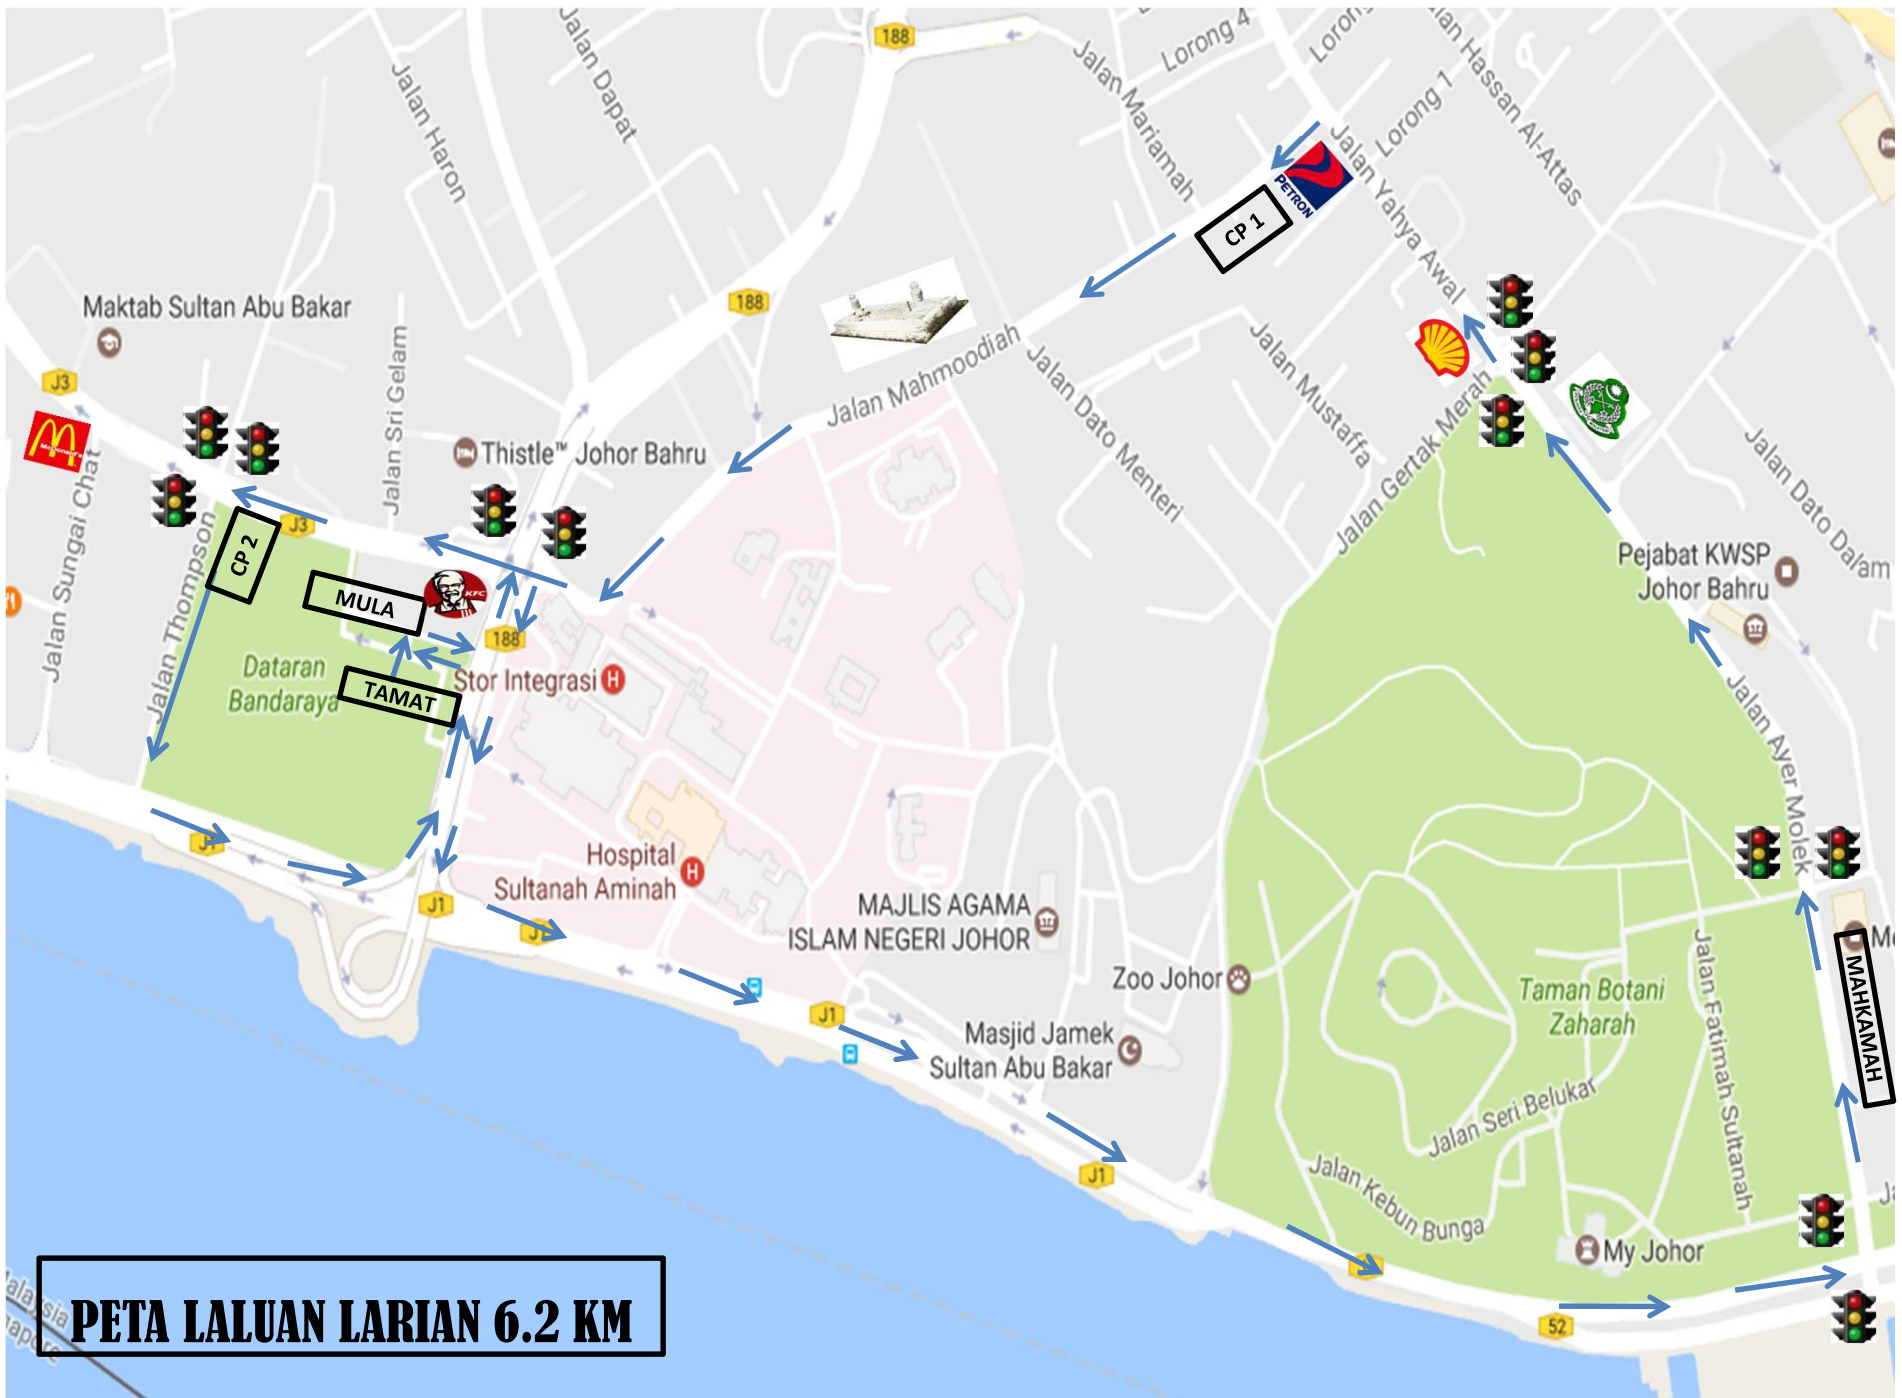 188
Jalan Dapat
Jalan Haron
Jalan Mariamah
Lorong 4
Lorong 1
Jalan Hassan Al-Attas
Jalan Yahya Awal
PETRON
CP 1
Maktab Sultan Abu Bakar
188
J3
Jalan Sri Gelam
Jalan Mahmoodiah
Jalan Dato Menteri
Jalan Mustaffa
Jalan Gertak Merah
Jalan Dato Dalam
McDonald's
Jalan Sungai Chat
Thistle™ Johor Bahru
J3
CP 2
Jalan Thompson
MULA
KFC
188
Pejabat KWSP
Johor Bahru
Dataran
Bandaraya
TAMAT
Stor Integrasi
H
Jalan Ayer Molek
J1
Hospital
Sultanah Aminah
H
J1
J1
MAJLIS AGAMA
ISLAM NEGERI JOHOR
Zoo Johor
Taman Botani
Zaharah
Jalan Fatimah Sultanah
MAHKAMAH
J1
Masjid Jamek
Sultan Abu Bakar
Jalan Seri Belukar
J1
Jalan Kebun Bunga
My Johor
52
PETA LALUAN LARIAN 6.2 KM